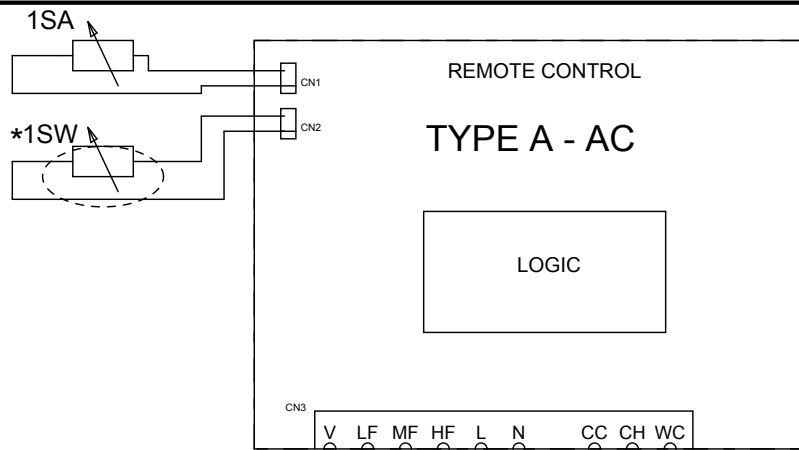 1SA
REMOTE CONTROL
CN1
*1SW
CN2
TYPE A - AC
LOGIC
CN3
V LF MF HF L N CC CH WC